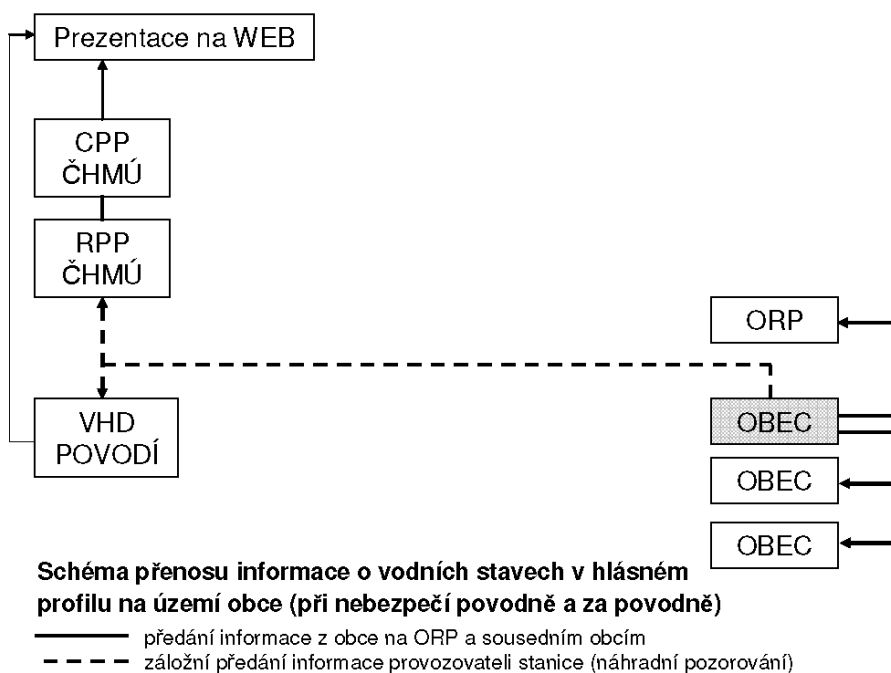 Prezentace na WEB
CPP
ČHMÚ
RPP
ČHMÚ
ORP
VHD
POVODÍ
OBEC
OBEC
OBEC
Schéma přenosu informace o vodních stavech v hlásném
profilu na území obce (při nebezpečí povodně a za povodně)
předání informace z obce na ORP a sousedním obcím
záložní předání informace provozovateli stanice (náhradní pozorování)